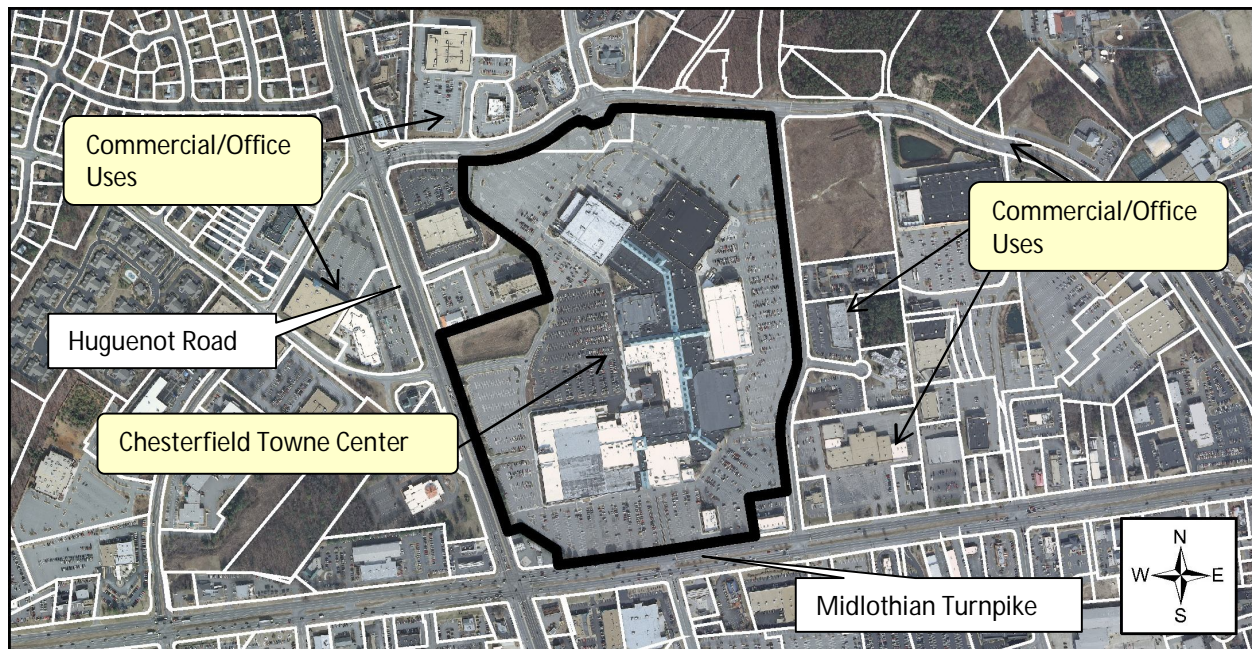 Commercial/Office
Uses
Commercial/Office
Uses
Huguenot Road
Chesterfield Towne Center
Midlothian Turnpike
N
W
E
S